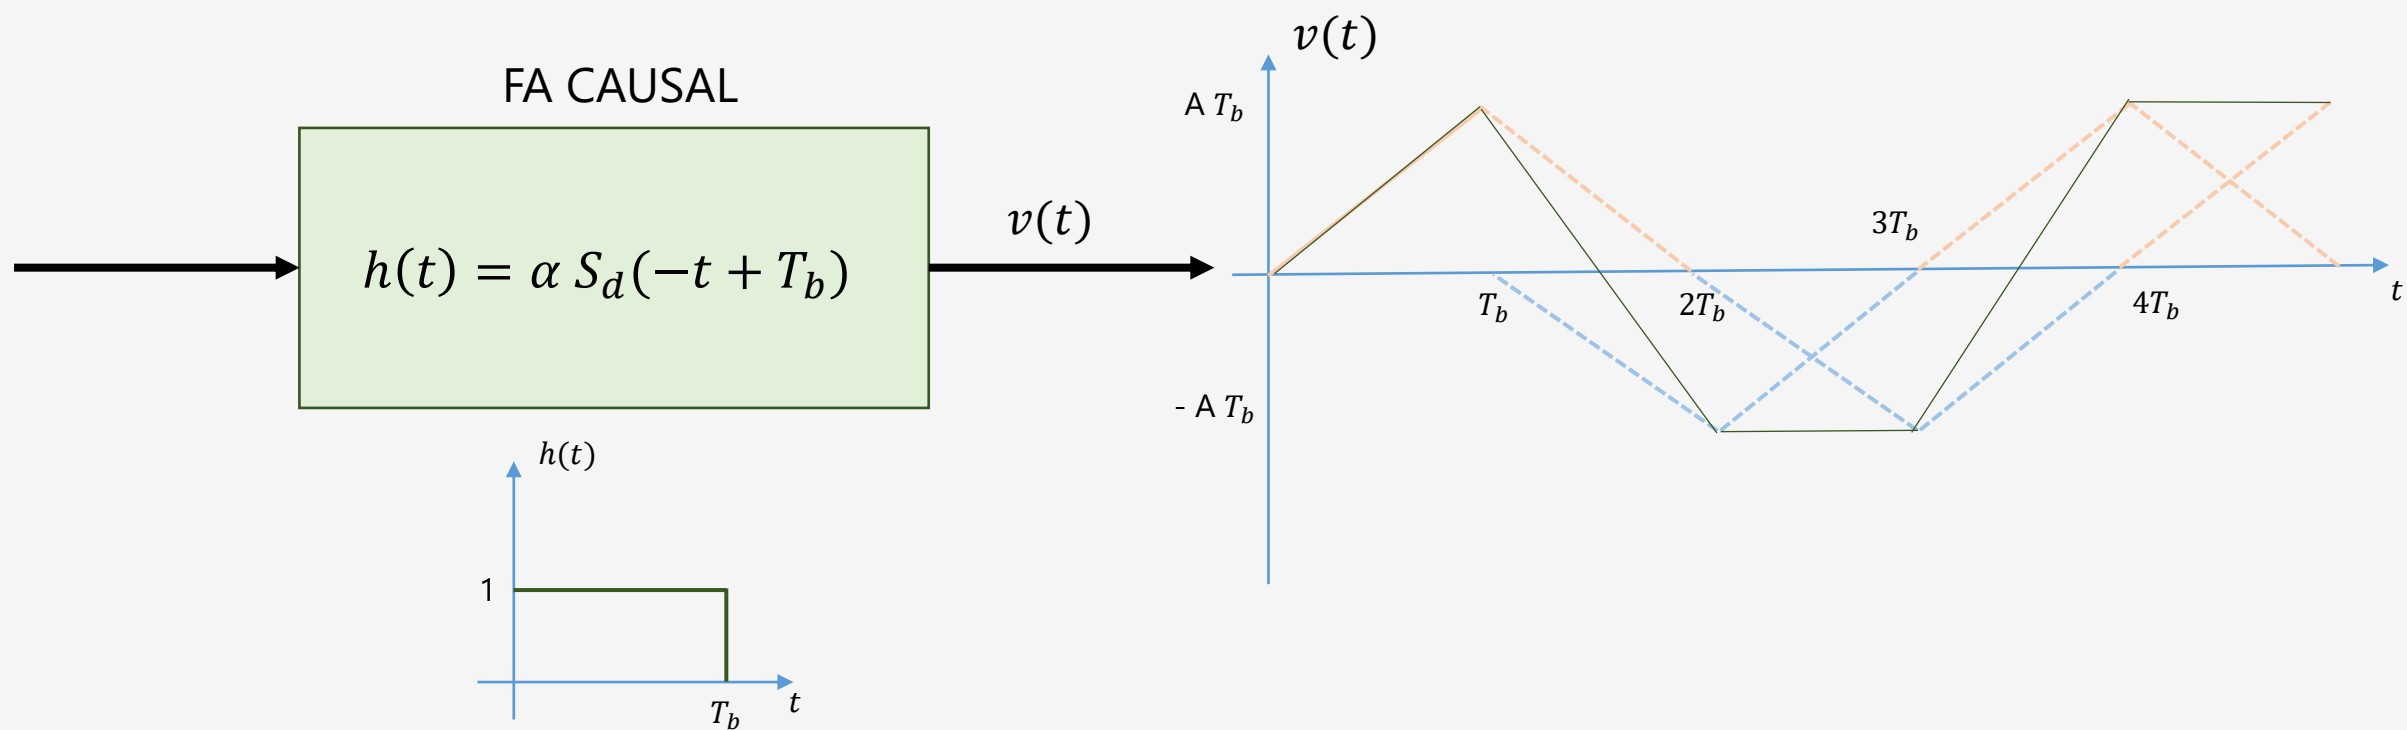 FA CAUSAL
h(t) = α S_d(−t + T_b)
v(t)
h(t)
1
T_b
t
v(t)
A T_b
- A T_b
T_b
2T_b
3T_b
4T_b
t